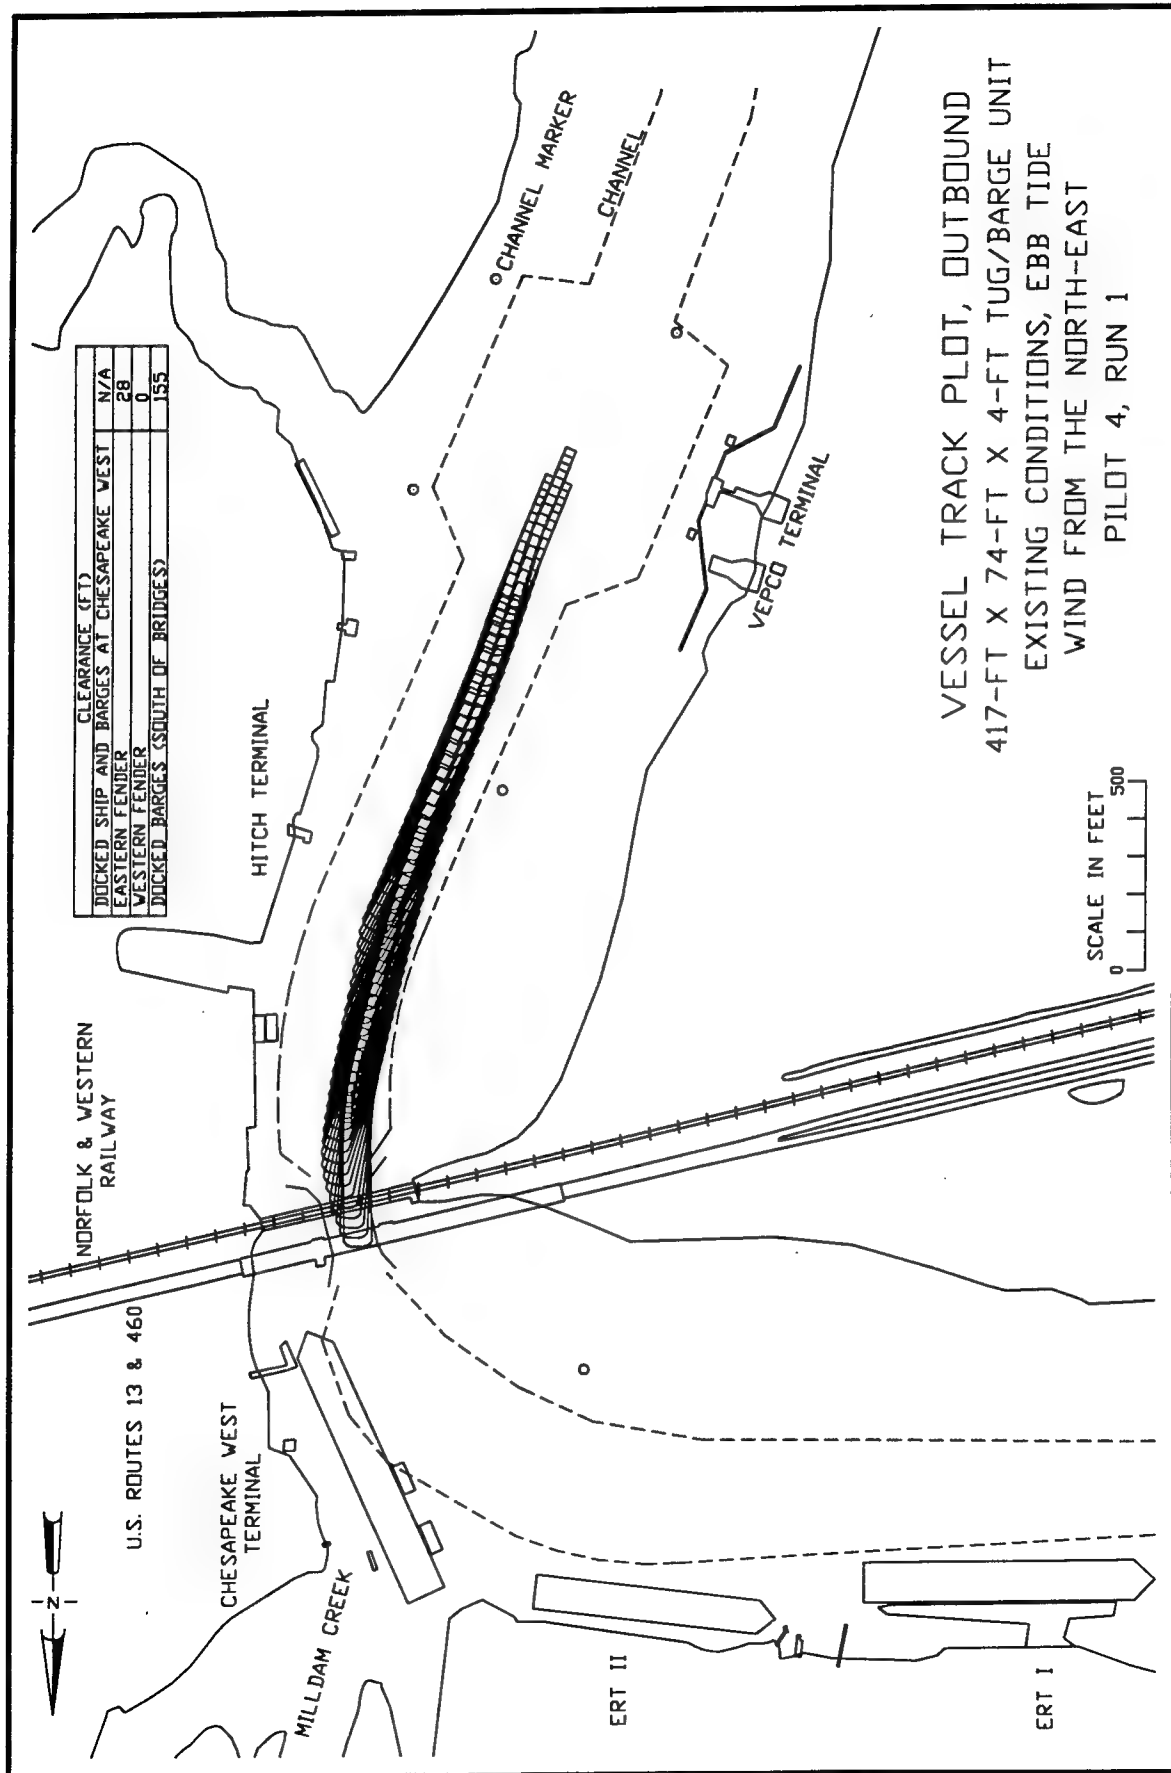 CLEARANCE (FT)
DOCKED SHIP AND BARGES AT CHESAPEAKE WEST N/A
EASTERN FENDER 28
WESTERN FENDER 0
DOCKED BARGES (SOUTH OF BRIDGES) 155
N
NORFOLK & WESTERN
RAILWAY
U.S. ROUTES 13 & 460
CHESAPEAKE WEST
TERMINAL
MILLDAM CREEK
HITCH TERMINAL
CHANNEL MARKER
CHANNEL
VEPCO TERMINAL
ERT II
ERT I
SCALE IN FEET
0 500
VESSEL TRACK PLOT, OUTBOUND
417-FT X 74-FT X 4-FT TUG/BARGE UNIT
EXISTING CONDITIONS, EBB TIDE
WIND FROM THE NORTH-EAST
PILOT 4, RUN 1